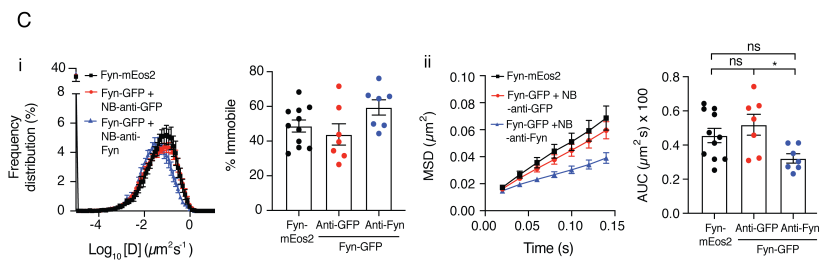 C
i
Frequency
distribution (%)
40
8
6
4
2
0
-4
-2
0
Log10 [D] (μm2s-1)
Fyn-mEos2
Fyn-GFP +
NB-anti-GFP
Fyn-GFP +
NB-anti-
Fyn
% Immobile
80
60
40
20
0
Fyn-
mEos2
Anti-GFP
Anti-Fyn
Fyn-GFP
ii
MSD (μm2)
0.10
0.08
0.06
0.04
0.02
0.00
0.00
0.05
0.10
0.15
Time (s)
Fyn-mEos2
Fyn-GFP + NB
-anti-GFP
Fyn-GFP +NB
-anti-Fyn
AUC (μm2 s) x 100
0.8
0.6
0.4
0.2
0.0
ns
ns
*
Fyn-
mEos2
Anti-GFP
Anti-Fyn
Fyn-GFP